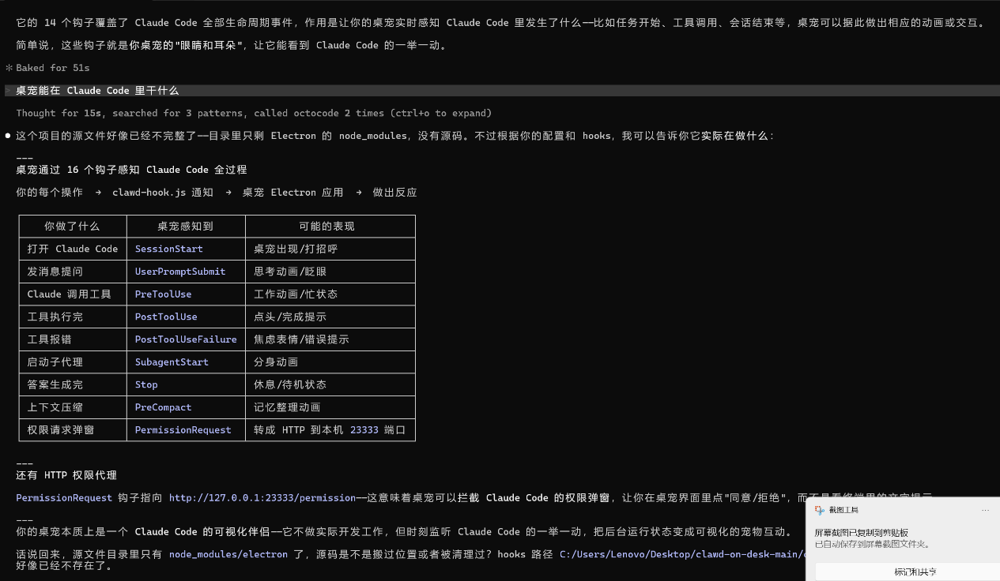 它的 14 个钩子覆盖了 Claude Code 全部生命周期事件，作用是让你的桌宠实时感知 Claude Code 里发生了什么——比如任务开始、工具调用、会话结束等，桌宠可以据此做出相应的动画或交互。
简单说，这些钩子就是你桌宠的"眼睛和耳朵"，让它能看到 Claude Code 的一举一动。
✻ Baked for 51s
> 桌宠能在 Claude Code 里干什么
Thought for 15s, searched for 3 patterns, called octocode 2 times (ctrl+o to expand)
● 这个项目的源文件好像已经不完整了——目录里只剩 Electron 的 node_modules，没有源码。不过根据你的配置和 hooks，我可以告诉你它实际在做什么：
———
桌宠通过 16 个钩子感知 Claude Code 全过程
你的每个操作 → clawd-hook.js 通知 → 桌宠 Electron 应用 → 做出反应
你做了什么 桌宠感知到 可能的表现
打开 Claude Code SessionStart 桌宠出现/打招呼
发消息提问 UserPromptSubmit 思考动画/眨眼
Claude 调用工具 PreToolUse 工作动画/忙状态
工具执行完 PostToolUse 点头/完成提示
工具报错 PostToolUseFailure 焦虑表情/错误提示
启动子代理 SubagentStart 分身动画
答案生成完 Stop 休息/待机状态
上下文压缩 PreCompact 记忆整理动画
权限请求弹窗 PermissionRequest 转成 HTTP 到本机 23333 端口
———
还有 HTTP 权限代理
PermissionRequest 钩子指向 http://127.0.0.1:23333/permission——这意味着桌宠可以拦截 Claude Code 的权限弹窗，让你在桌宠界面里点"同意/拒绝"，而不是看终端里的文字提示
———
你的桌宠本质上是一个 Claude Code 的可视化伴侣——它不做实际开发工作，但时刻监听 Claude Code 的一举一动，把后台运行状态变成可视化的宠物互动。
话说回来，源文件目录里只有 node_modules/electron 了，源码是不是搬过位置或者被清理过？hooks 路径 C:/Users/Lenovo/Desktop/clawd-on-desk-main/
好像已经不存在了。
截图工具 ···
屏幕截图已复制到剪贴板
已自动保存到屏幕截图文件夹。
标记和共享